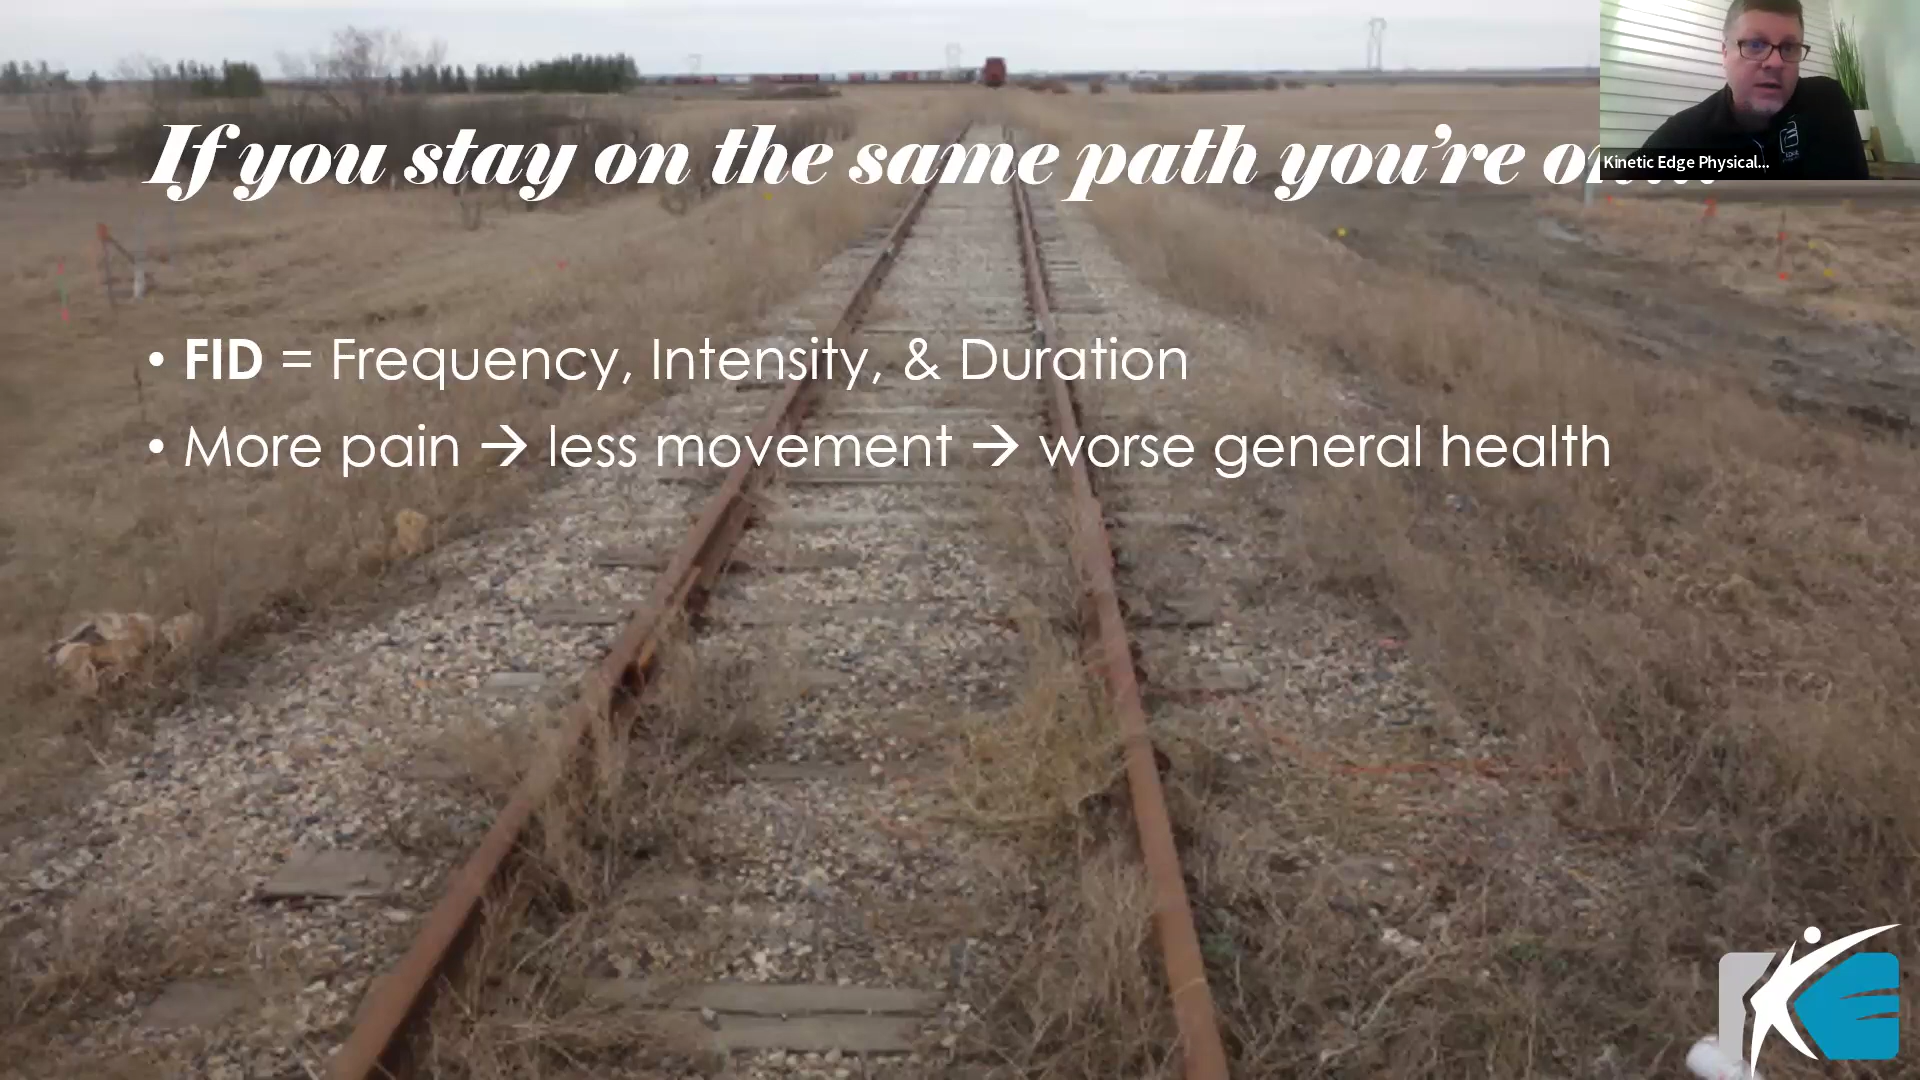 If you stay on the same path you’re on...
Kinetic Edge Physical...
• FID = Frequency, Intensity, & Duration
• More pain → less movement → worse general health